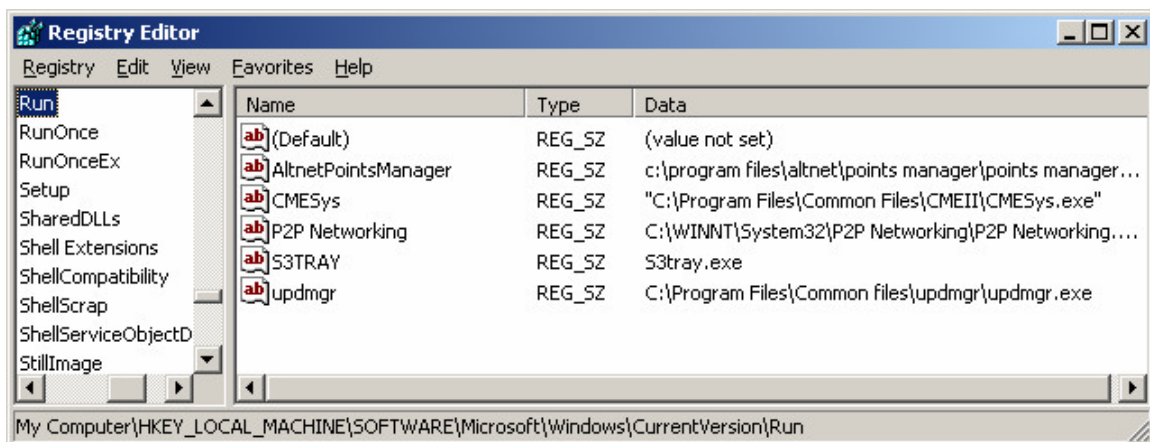 Registry Editor
Registry Edit View Favorites Help
Run
RunOnce
RunOnceEx
Setup
SharedDLLs
Shell Extensions
ShellCompatibility
ShellScrap
ShellServiceObjectD
StillImage
Name Type Data
(Default) REG_SZ (value not set)
AltnetPointsManager REG_SZ c:\program files\altnet\points manager\points manager...
CMESys REG_SZ "C:\Program Files\Common Files\CMEII\CMESys.exe"
P2P Networking REG_SZ C:\WINNT\System32\P2P Networking\P2P Networking....
S3TRAY REG_SZ S3tray.exe
updmgr REG_SZ C:\Program Files\Common files\updmgr\updmgr.exe
My Computer\HKEY_LOCAL_MACHINE\SOFTWARE\Microsoft\Windows\CurrentVersion\Run